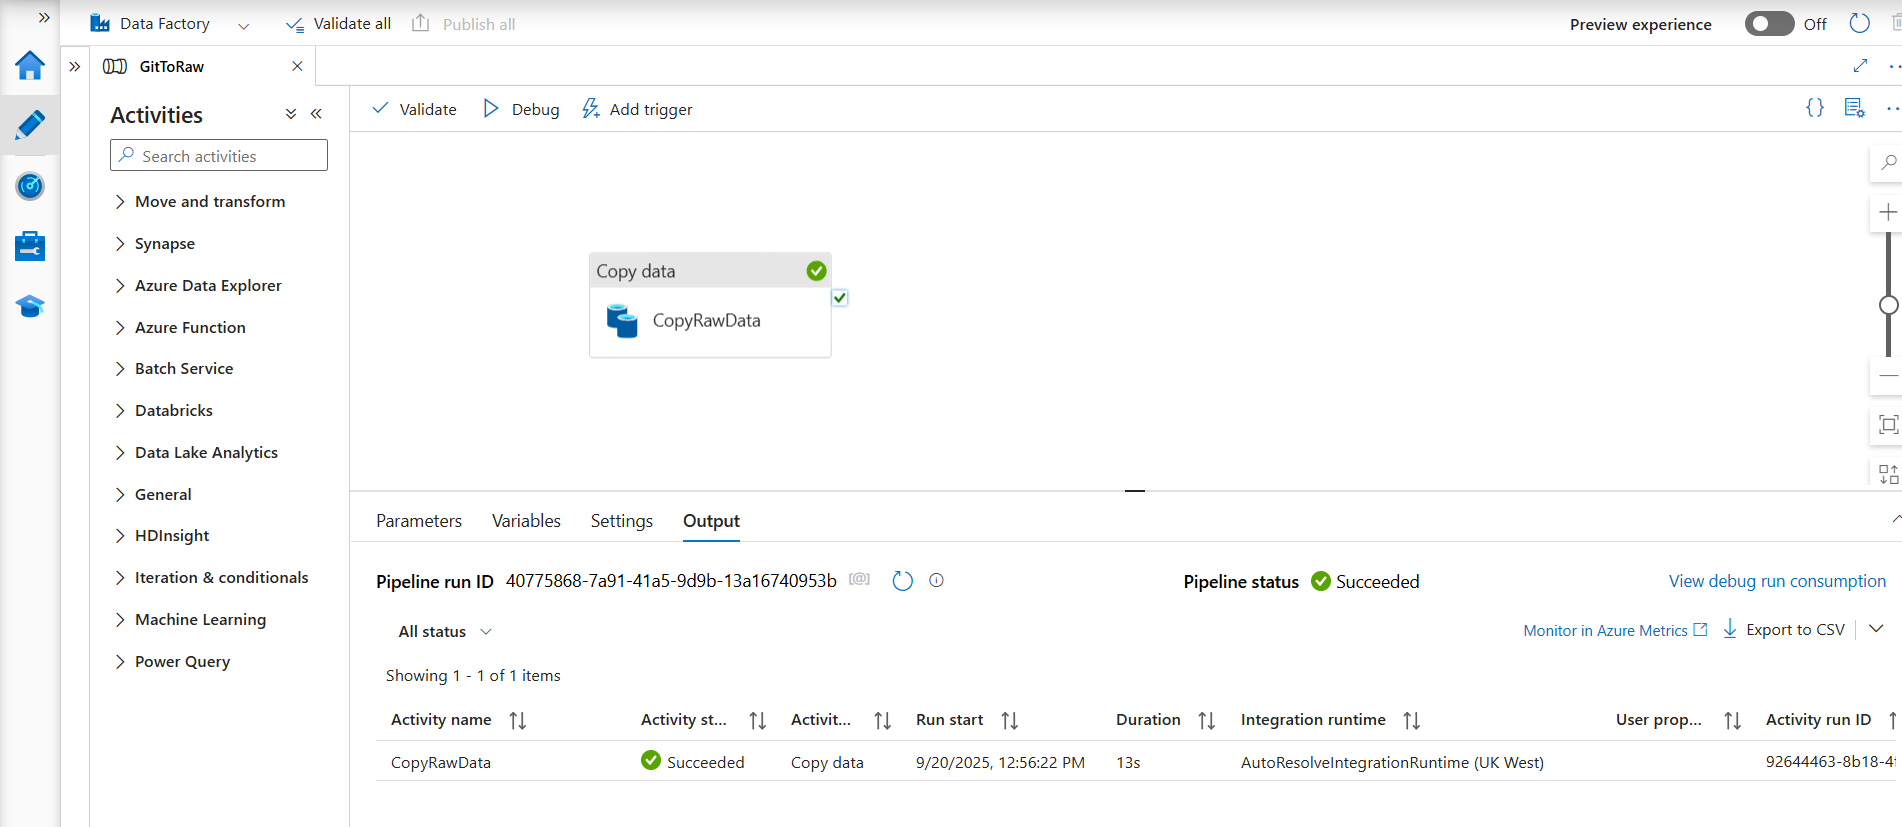 Data Factory
Validate all
Publish all
Preview experience
Off
GitToRaw
Activities
Search activities
Move and transform
Synapse
Azure Data Explorer
Azure Function
Batch Service
Databricks
Data Lake Analytics
General
HDInsight
Iteration & conditionals
Machine Learning
Power Query
Validate
Debug
Add trigger
Copy data
CopyRawData
Parameters Variables Settings Output
Pipeline run ID 40775868-7a91-41a5-9d9b-13a16740953b
Pipeline status Succeeded
View debug run consumption
All status
Monitor in Azure Metrics
Export to CSV
Showing 1 - 1 of 1 items
Activity name Activity st... Activit... Run start Duration Integration runtime User prop... Activity run ID
CopyRawData Succeeded Copy data 9/20/2025, 12:56:22 PM 13s AutoResolveIntegrationRuntime (UK West) 92644463-8b18-4